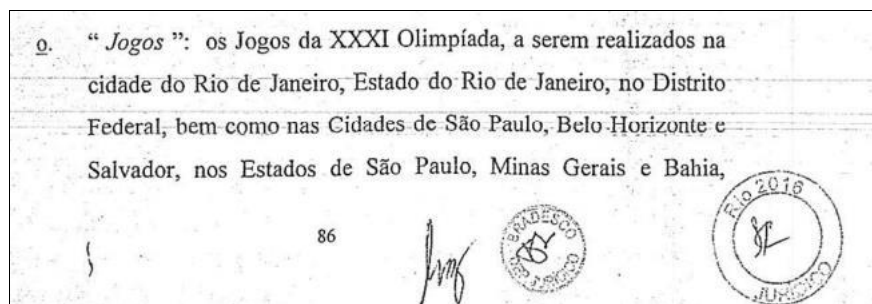 o. “ Jogos ”: os Jogos da XXXI Olimpíada, a serem realizados na
cidade do Rio de Janeiro, Estado do Rio de Janeiro, no Distrito
Federal, bem como nas Cidades de São Paulo, Belo Horizonte e
Salvador, nos Estados de São Paulo, Minas Gerais e Bahia,
86
BRADESCO
JURÍDICO
Rio 2016
JURÍDICO